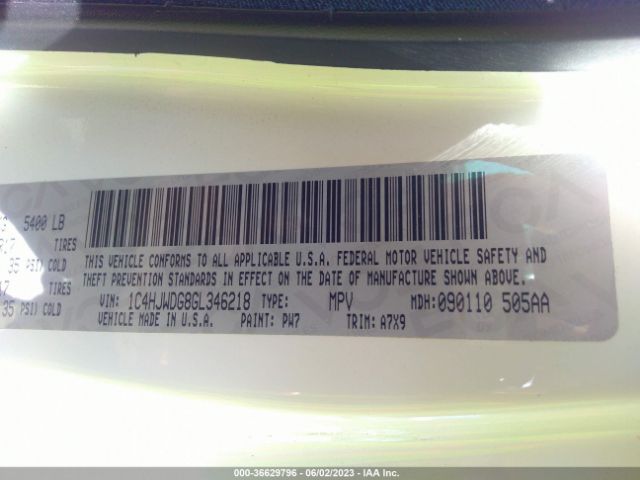 5400 LB
TIRES
35 PSI) COLD
TIRES
35 PSI) COLD
THIS VEHICLE CONFORMS TO ALL APPLICABLE U.S.A. FEDERAL MOTOR VEHICLE SAFETY AND
THEFT PREVENTION STANDARDS IN EFFECT ON THE DATE OF MANUFACTURE SHOWN ABOVE.
VIN: 1C4HJWDG8GL346218 TYPE: MPV MDH: 090110 505AA
VEHICLE MADE IN U.S.A. PAINT: PW7 TRIM: A7X9
000-36629796 - 06/02/2023 - IAA Inc.